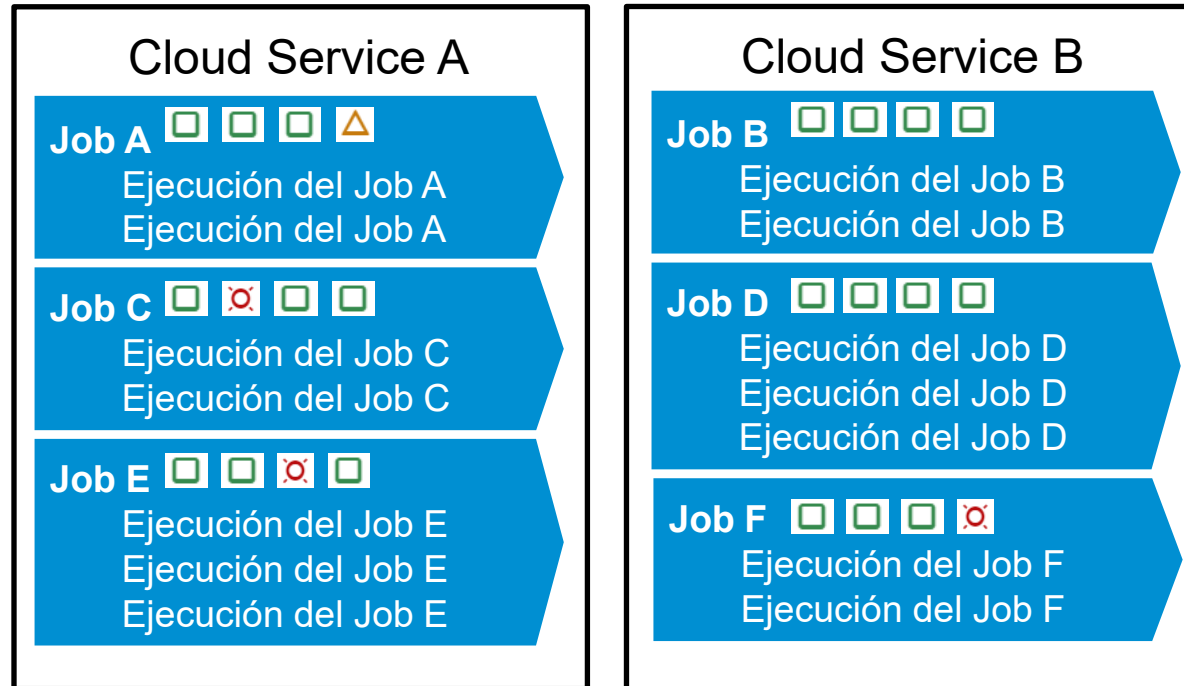 Cloud Service A
Job A
Ejecución del Job A
Ejecución del Job A
Job C
Ejecución del Job C
Ejecución del Job C
Job E
Ejecución del Job E
Ejecución del Job E
Ejecución del Job E
Cloud Service B
Job B
Ejecución del Job B
Ejecución del Job B
Job D
Ejecución del Job D
Ejecución del Job D
Ejecución del Job D
Job F
Ejecución del Job F
Ejecución del Job F